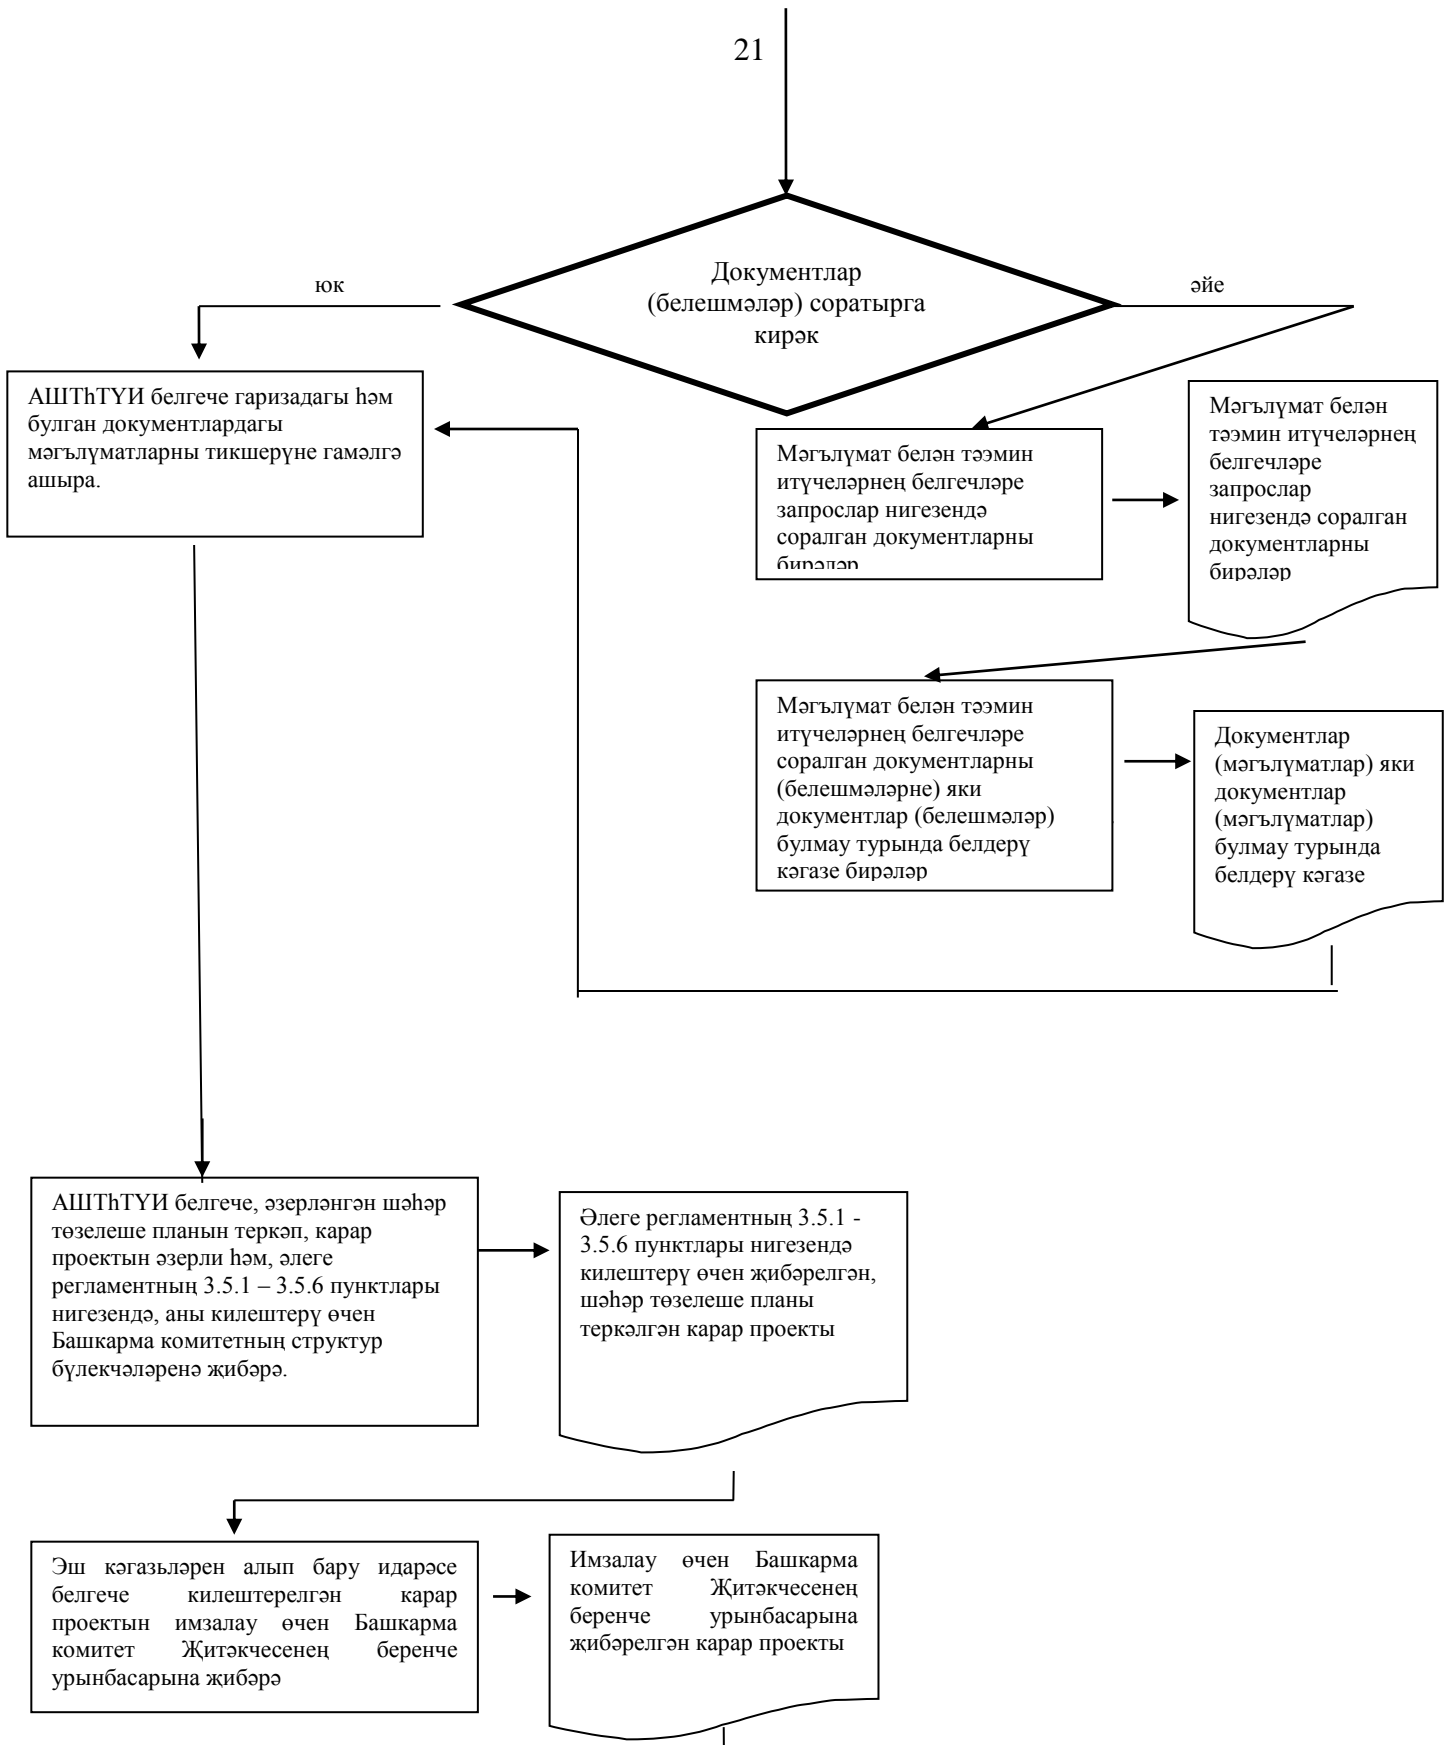 21
Документлар
(белешмәләр) соратырга
кирәк
юк
әйе
АШТһТҮИ белгече гаризадагы һәм
булган документлардагы
мәгълүматларны тикшерүне гамәлгә
ашыра.
Мәгълүмат белән тәэмин
итүчеләрнең белгечләре
запрослар нигезендә
соралган документларны
бирәләр
Мәгълүмат белән
тәэмин итүчеләрнең
белгечләре
запрослар
нигезендә соралган
документларны
бирәләр
Мәгълүмат белән тәэмин
итүчеләрнең белгечләре
соралган документларны
(белешмәләрне) яки
документлар (белешмәләр)
булмау турында белдерү
кәгазе бирәләр
Документлар
(мәгълүматлар) яки
документлар
(мәгълүматлар)
булмау турында
белдерү кәгазе
АШТһТҮИ белгече, әзерләнгән шәһәр
төзелеше планын теркәп, карар
проектын әзерли һәм, әлеге
регламентның 3.5.1 – 3.5.6 пунктлары
нигезендә, аны килештерү өчен
Башкарма комитетның структур
бүлекчәләренә җибәрә.
Әлеге регламентның 3.5.1 -
3.5.6 пунктлары нигезендә
килештерү өчен җибәрелгән,
шәһәр төзелеше планы
теркәлгән карар проекты
Эш кәгазьләрен алып бару идарәсе
белгече килештерелгән карар
проектын имзалау өчен Башкарма
комитет Җитәкчесенең беренче
урынбасарына җибәрә
Имзалау өчен Башкарма
комитет Җитәкчесенең
беренче урынбасарына
җибәрелгән карар проекты